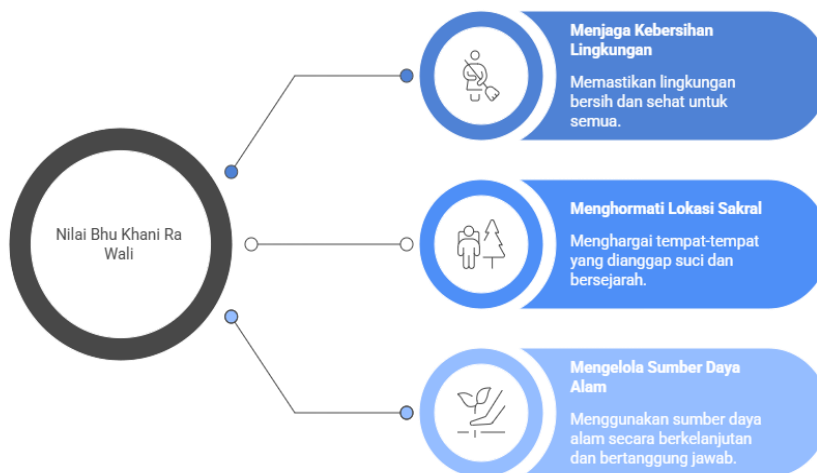 Nilai Bhu Khani Ra
Wali
Menjaga Kebersihan
Lingkungan
Memastikan lingkungan
bersih dan sehat untuk
semua.
Menghormati Lokasi Sakral
Menghargai tempat-tempat
yang dianggap suci dan
bersejarah.
Mengelola Sumber Daya
Alam
Menggunakan sumber daya
alam secara berkelanjutan
dan bertanggung jawab.